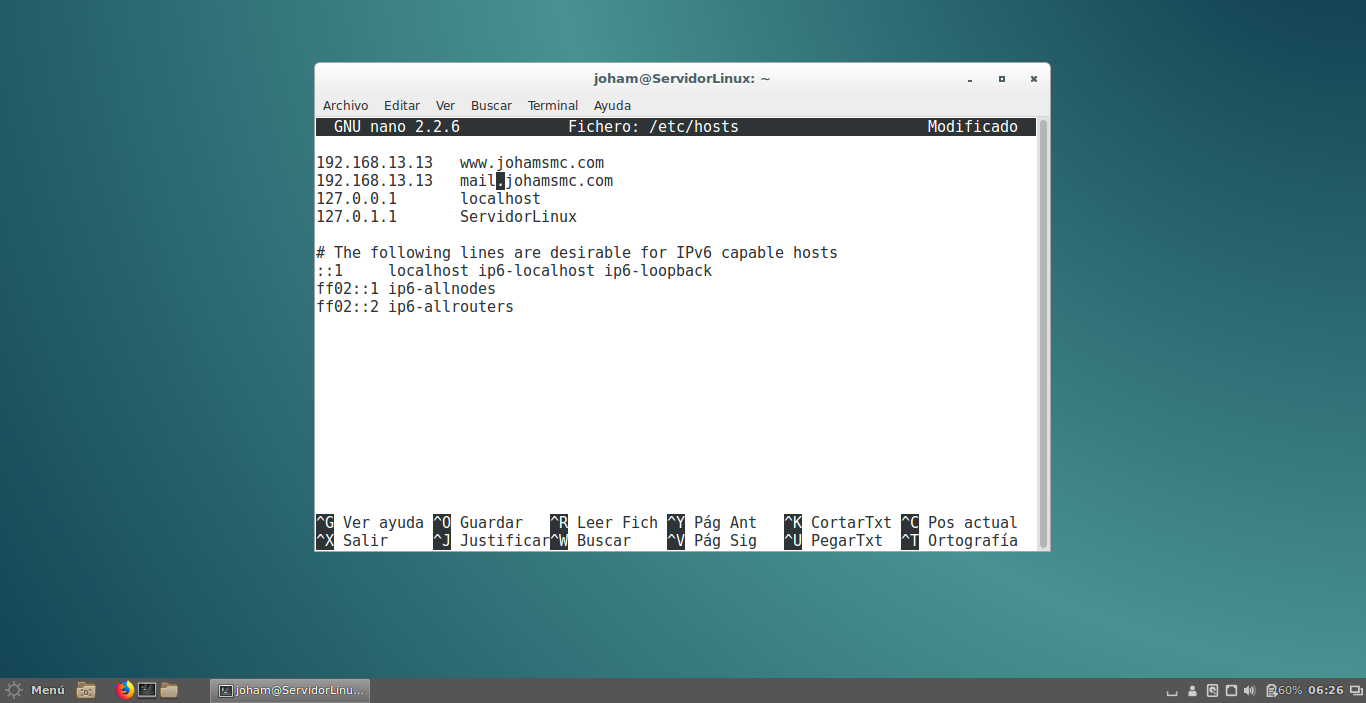 joham@ServidorLinux: ~
Archivo Editar Ver Buscar Terminal Ayuda
GNU nano 2.2.6 Fichero: /etc/hosts Modificado
192.168.13.13 www.johamsmc.com
192.168.13.13 mail.johamsmc.com
127.0.0.1 localhost
127.0.1.1 ServidorLinux
# The following lines are desirable for IPv6 capable hosts
::1 localhost ip6-localhost ip6-loopback
ff02::1 ip6-allnodes
ff02::2 ip6-allrouters
^G Ver ayuda ^O Guardar ^R Leer Fich ^Y Pág Ant ^K CortarTxt ^C Pos actual
^X Salir ^J Justificar ^W Buscar ^V Pág Sig ^U PegarTxt ^T Ortografía
Menú joham@ServidorLinu... 60% 06:26